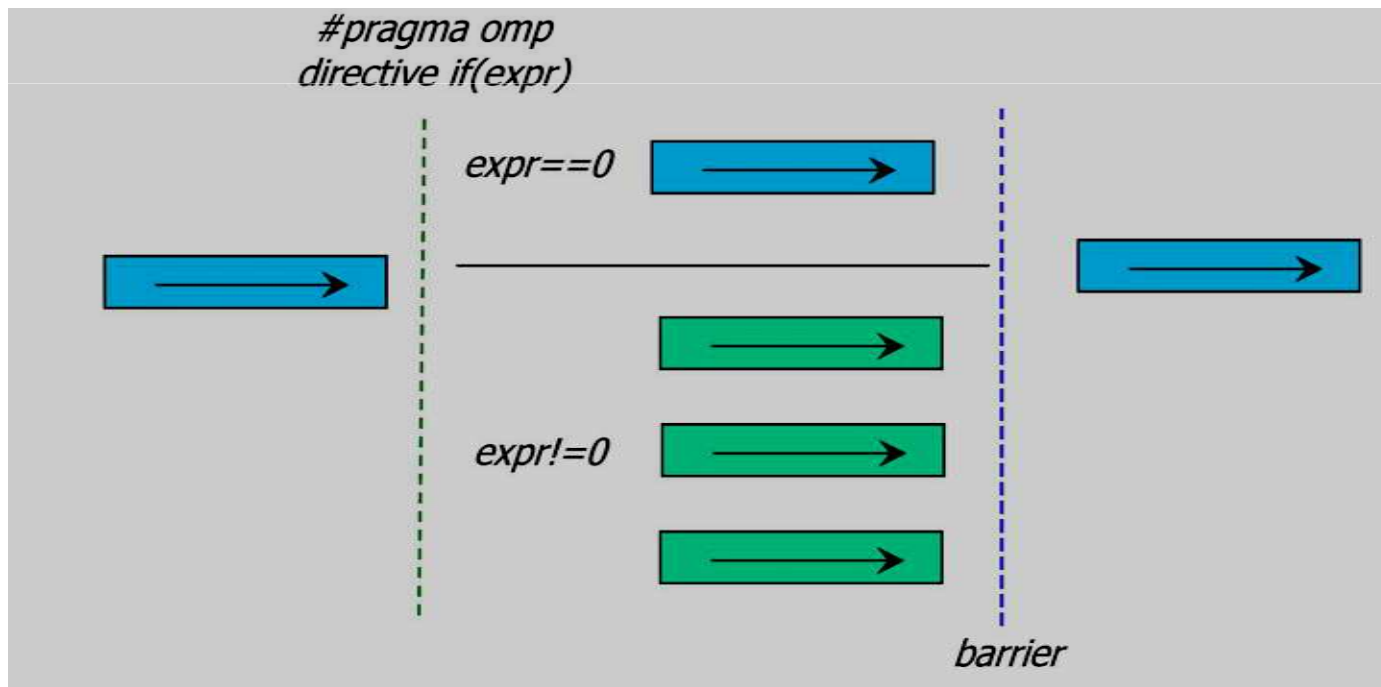 #pragma omp
directive if(expr)
expr==0
expr!=0
barrier